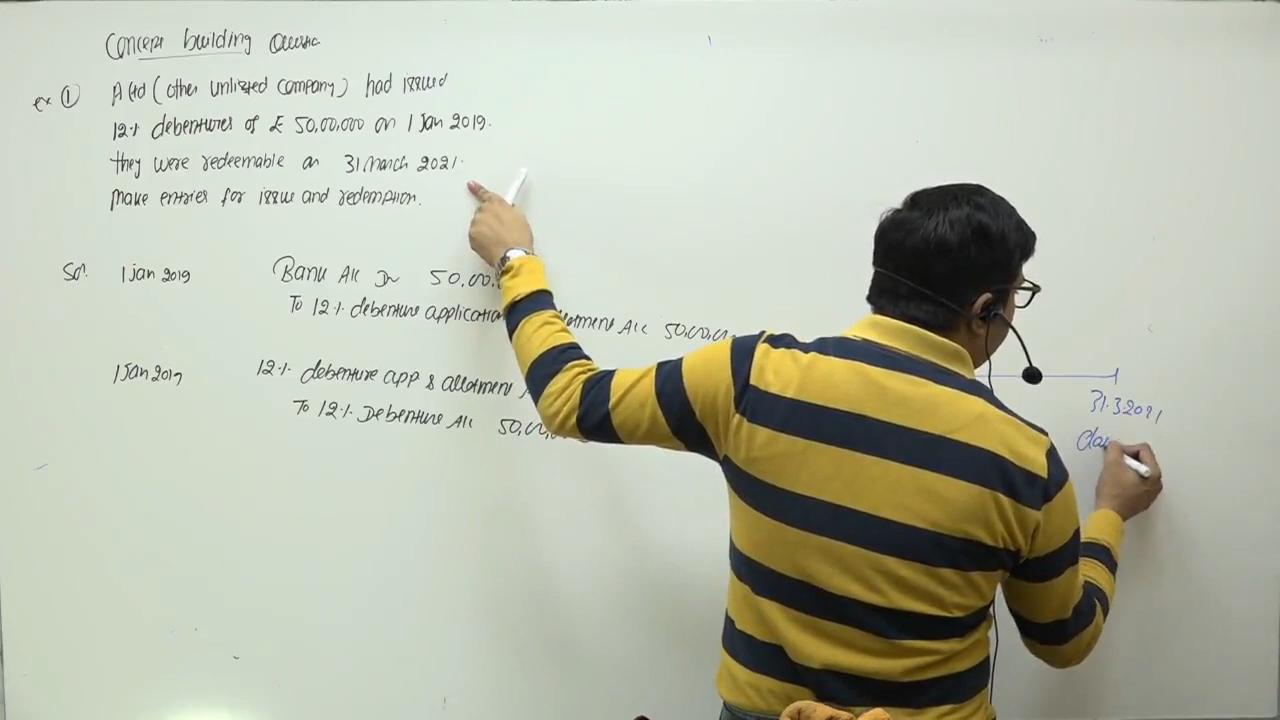 Concept building Question
ex ① A Ltd (other unlisted company) had issued
12% debentures of ₤ 50,00,000 on 1 Jan 2019.
they were redeemable on 31 March 2021.
Make entries for issue and redemption.
Sol. 1 Jan 2019 Bank A/c Dr 50,00,
To 12% debenture application allotment A/c 50,00,00
1 Jan 2019 12% debenture app & allotment
To 12% Debenture A/c 50,00,
31.3.2021